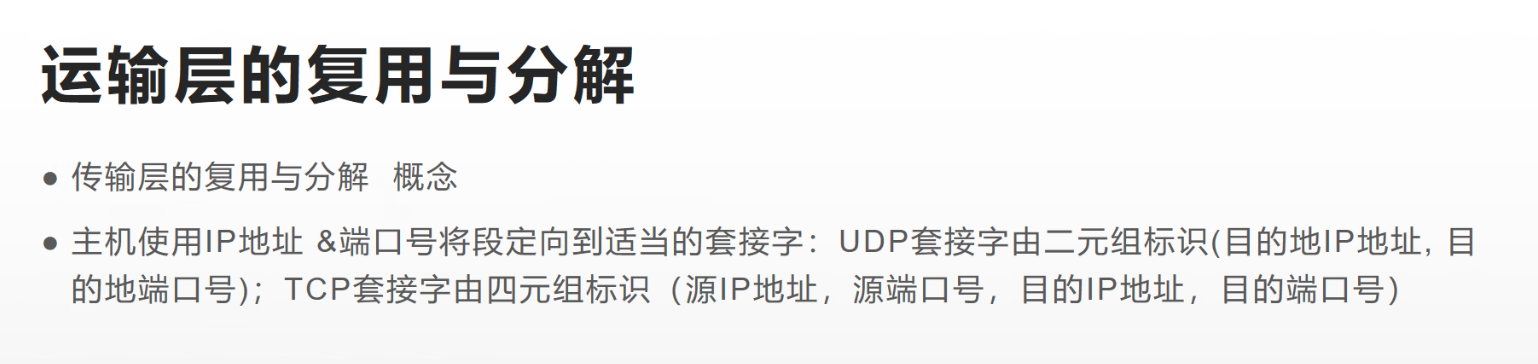 运输层的复用与分解
● 传输层的复用与分解 概念
● 主机使用IP地址 &端口号将段定向到适当的套接字：UDP套接字由二元组标识(目的地IP地址, 目
的地端口号)；TCP套接字由四元组标识（源IP地址，源端口号，目的IP地址，目的端口号）